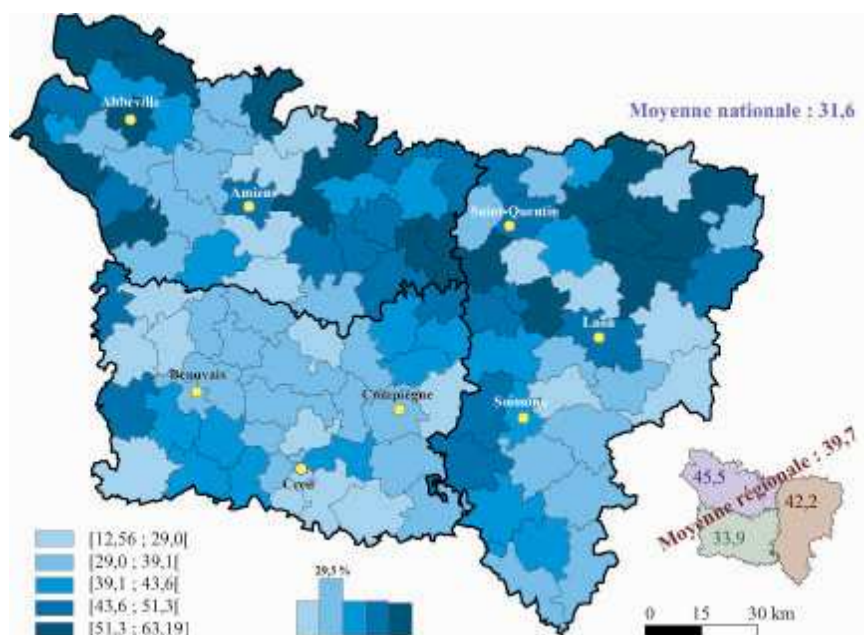 Abbeville
Moyenne nationale : 31,6
Amiens
Saint-Quentin
Laon
Beauvais
Compiègne
Soissons
Creil
Moyenne régionale : 39,7
45,5
42,2
33,9
[12,56 ; 29,0[
[29,0 ; 39,1[
[39,1 ; 43,6[
[43,6 ; 51,3[
[51,3 ; 63,19]
29,5 %
0 15 30 km